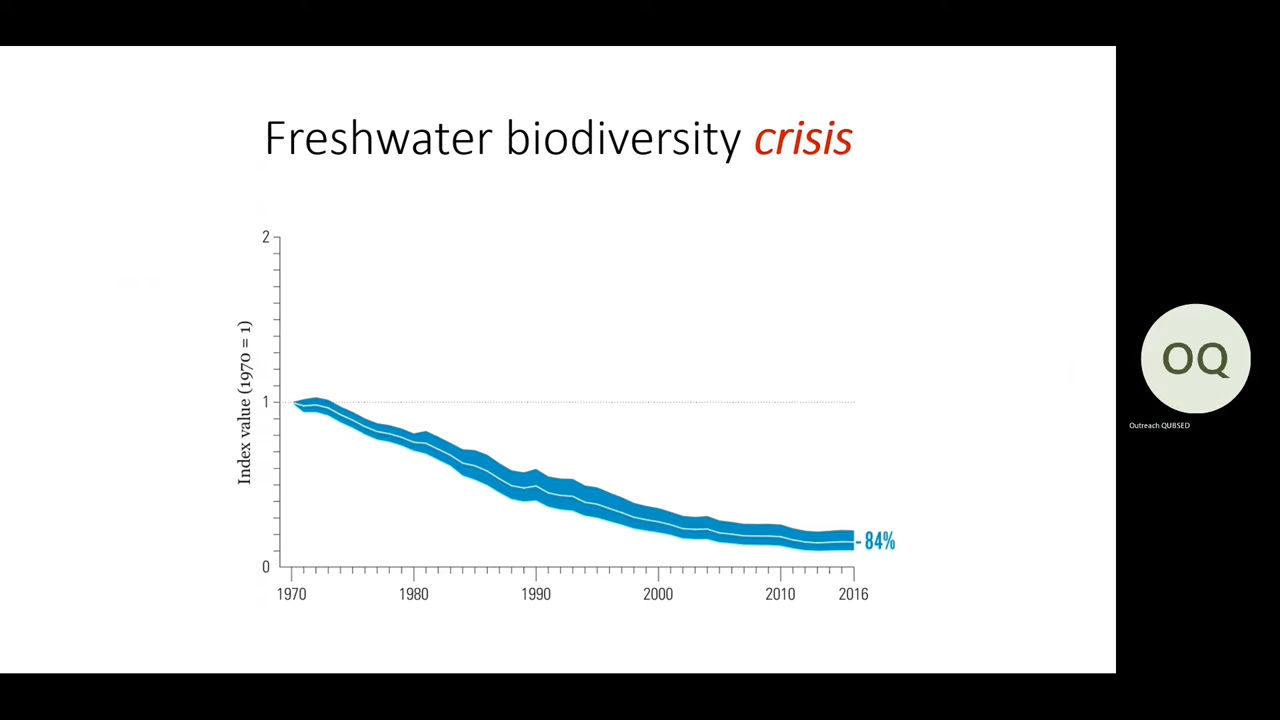 Freshwater biodiversity crisis
2
1
0
Index value (1970 = 1)
- 84%
1970 1980 1990 2000 2010 2016
OQ
Outreach QUBSED